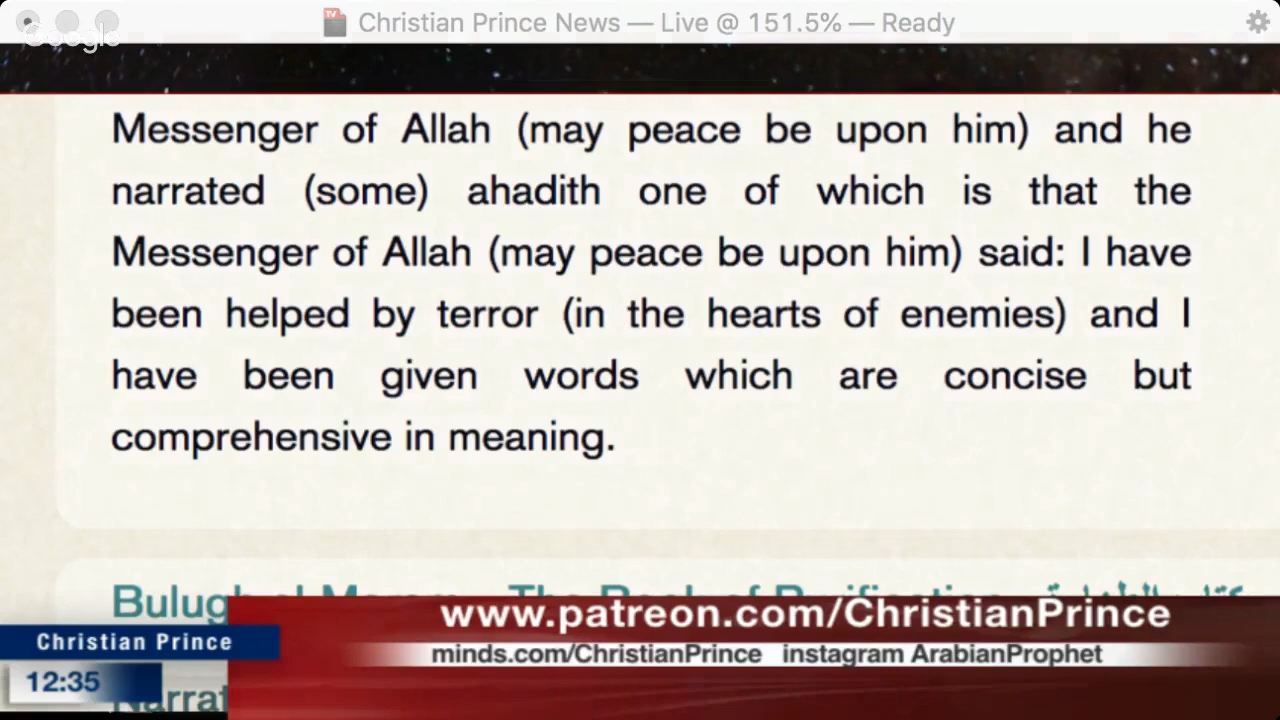 Christian Prince News — Live @ 151.5% — Ready
Google
Messenger of Allah (may peace be upon him) and he
narrated (some) ahadith one of which is that the
Messenger of Allah (may peace be upon him) said: I have
been helped by terror (in the hearts of enemies) and I
have been given words which are concise but
comprehensive in meaning.
www.patreon.com/ChristianPrince
Christian Prince
minds.com/ChristianPrince instagram ArabianProphet
12:35